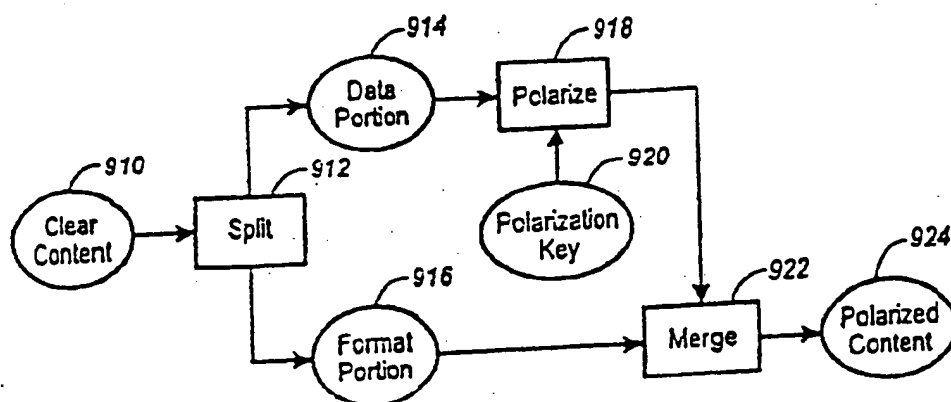 914
Data
Portion
918
Polarize
910
Clear
Content
912
Split
920
Polarization
Key
916
Format
Portion
922
Merge
924
Polarized
Content